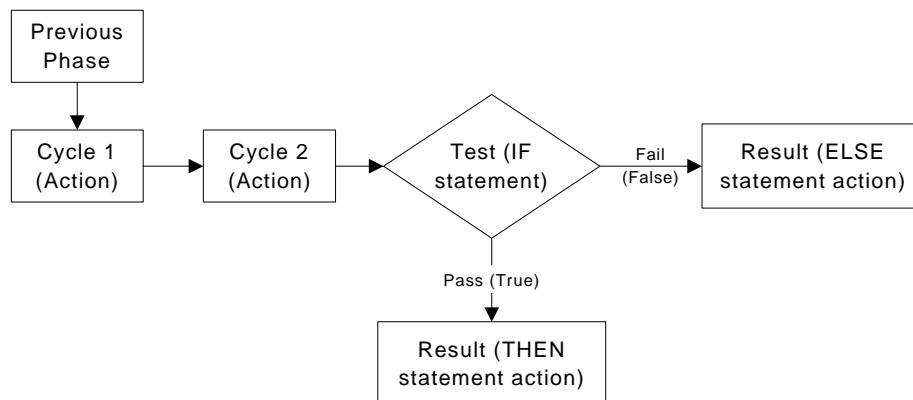 Previous
Phase
Cycle 1
(Action)
Cycle 2
(Action)
Test (IF
statement)
Fail
(False)
Result (ELSE
statement action)
Pass (True)
Result (THEN
statement action)